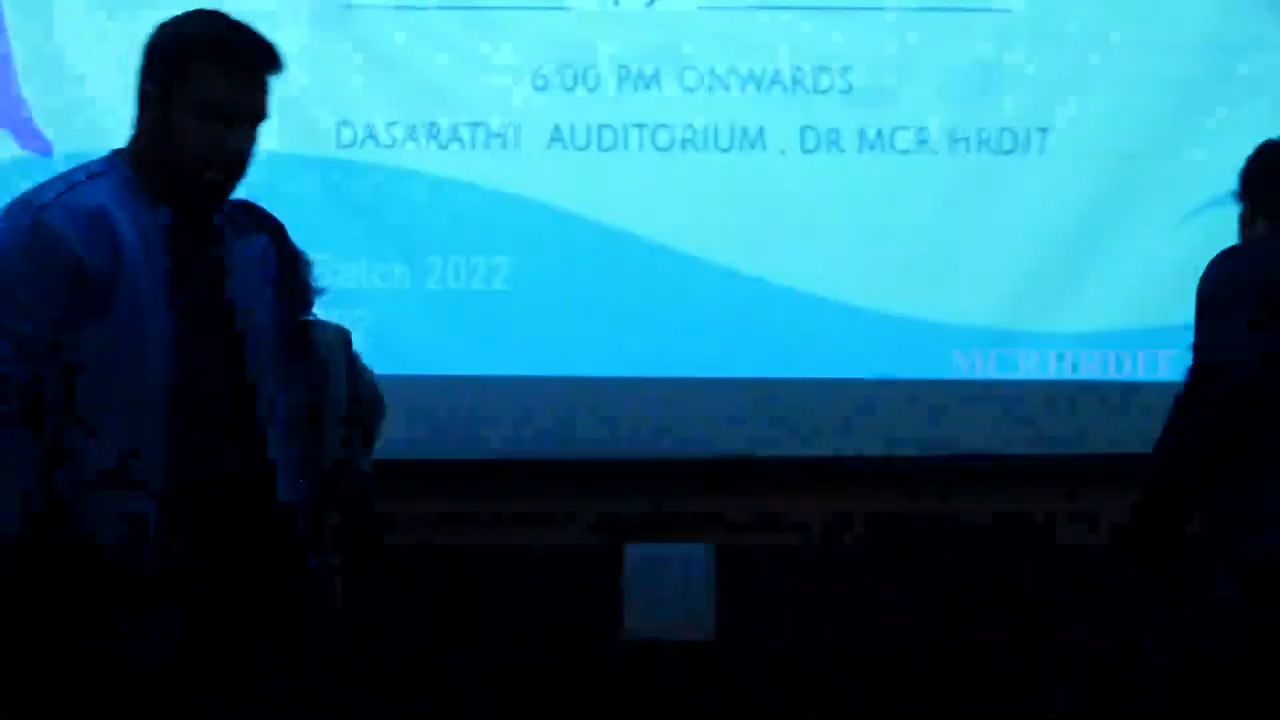 6:00 PM ONWARDS
DASARATHI AUDITORIUM , DR MCR HRDIT
Batch 2022
MCRHRDIT